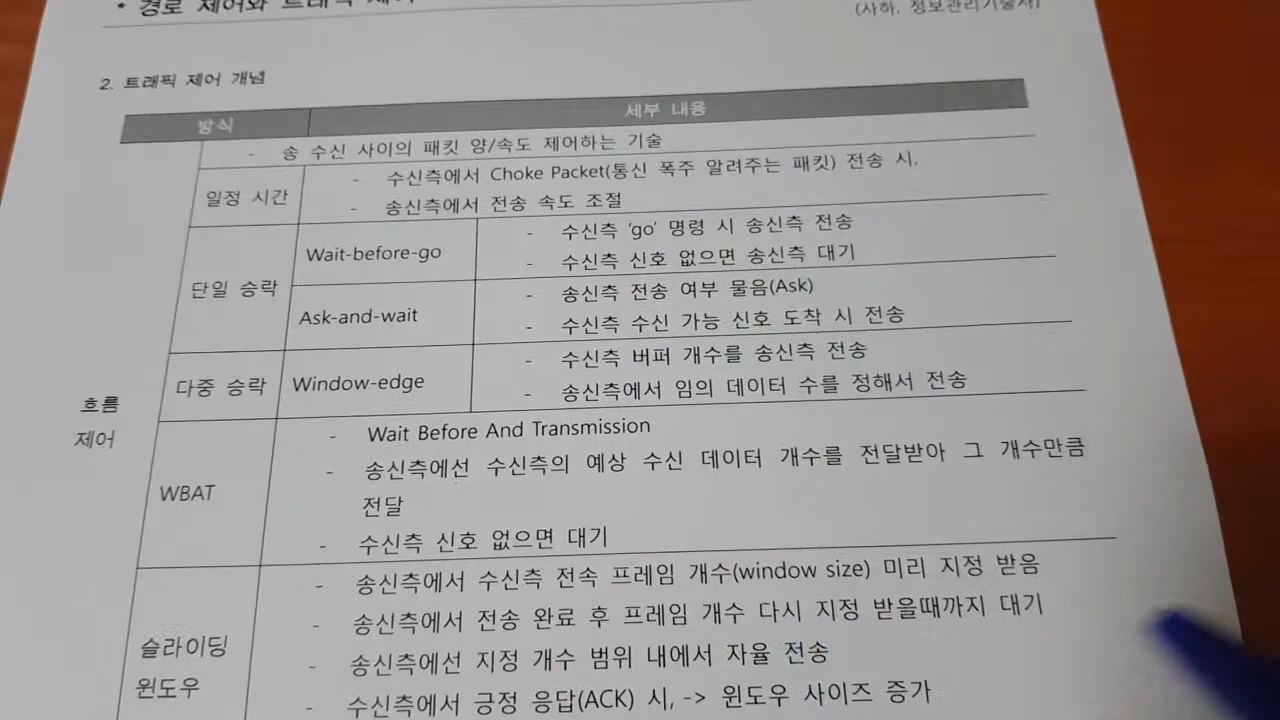 * 경로 제어와 트래픽 제어
(사하, 정보관리기술사)
2. 트래픽 제어 개념
방식 세부 내용
- 송 수신 사이의 패킷 양/속도 제어하는 기술
일정 시간
- 수신측에서 Choke Packet(통신 폭주 알려주는 패킷) 전송 시,
- 송신측에서 전송 속도 조절
단일 승락
Wait-before-go
- 수신측 'go' 명령 시 송신측 전송
- 수신측 신호 없으면 송신측 대기
Ask-and-wait
- 송신측 전송 여부 물음(Ask)
- 수신측 수신 가능 신호 도착 시 전송
흐름
제어
다중 승락
Window-edge
- 수신측 버퍼 개수를 송신측 전송
- 송신측에서 임의 데이터 수를 정해서 전송
WBAT
- Wait Before And Transmission
- 송신측에선 수신측의 예상 수신 데이터 개수를 전달받아 그 개수만큼
전달
- 수신측 신호 없으면 대기
슬라이딩
윈도우
- 송신측에서 수신측 전속 프레임 개수(window size) 미리 지정 받음
- 송신측에서 전송 완료 후 프레임 개수 다시 지정 받을때까지 대기
- 송신측에선 지정 개수 범위 내에서 자율 전송
- 수신측에서 긍정 응답(ACK) 시, -> 윈도우 사이즈 증가